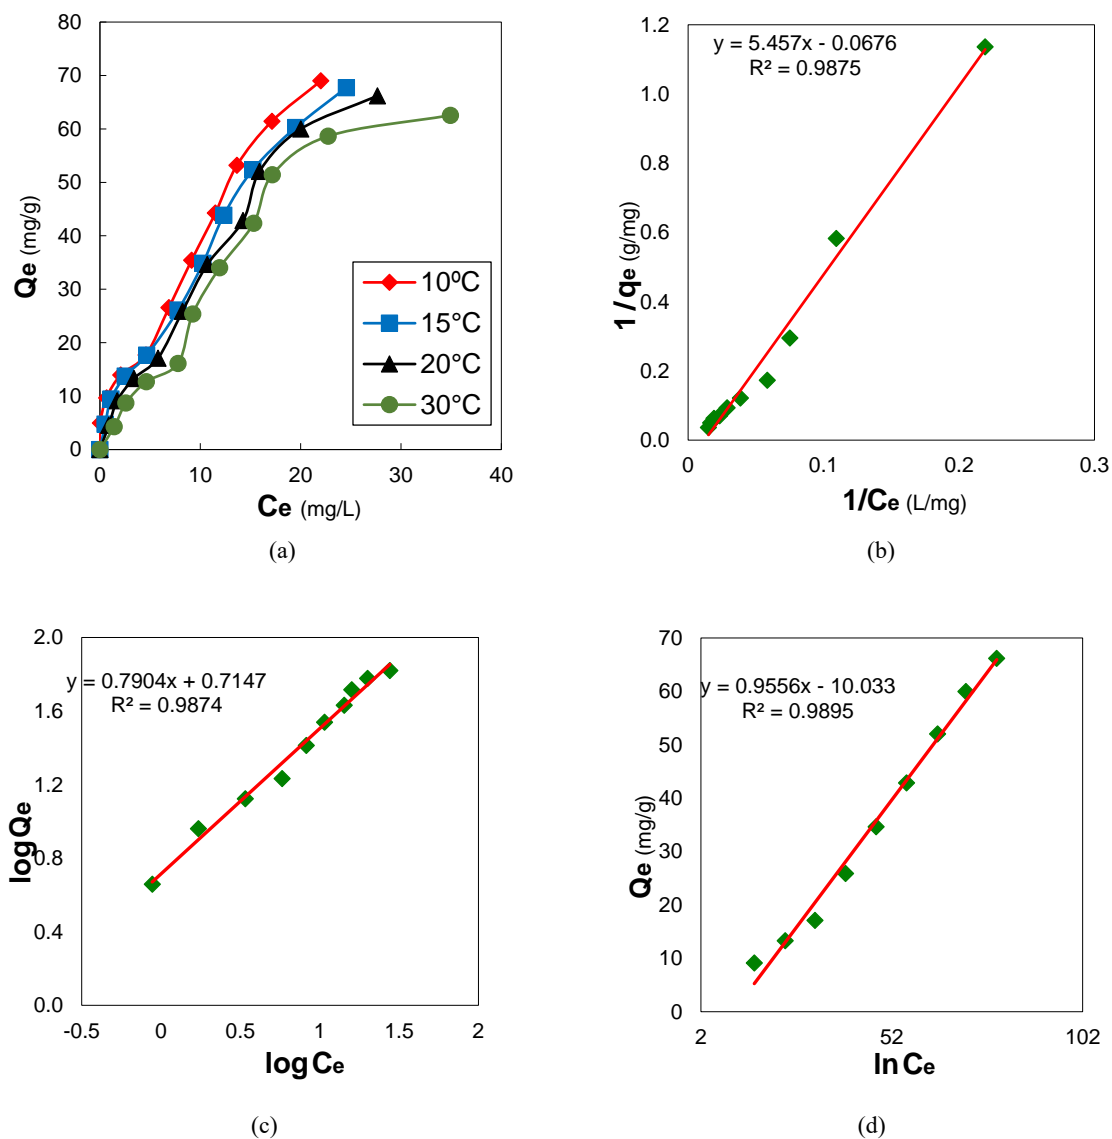 80
70
60
50
40
30
20
10
0
0 10 20 30 40
Qe (mg/g)
Ce (mg/L)
10ºC
15°C
20°C
30°C
(a)
1.2
1.0
0.8
0.6
0.4
0.2
0.0
0 0.1 0.2 0.3
y = 5.457x - 0.0676
R² = 0.9875
1/qe (g/mg)
1/Ce (L/mg)
(b)
2.0
1.6
1.2
0.8
0.4
0.0
-0.5 0 0.5 1 1.5 2
y = 0.7904x + 0.7147
R² = 0.9874
logQe
logCe
(c)
70
60
50
40
30
20
10
0
2 52 102
y = 0.9556x - 10.033
R² = 0.9895
Qe (mg/g)
lnCe
(d)